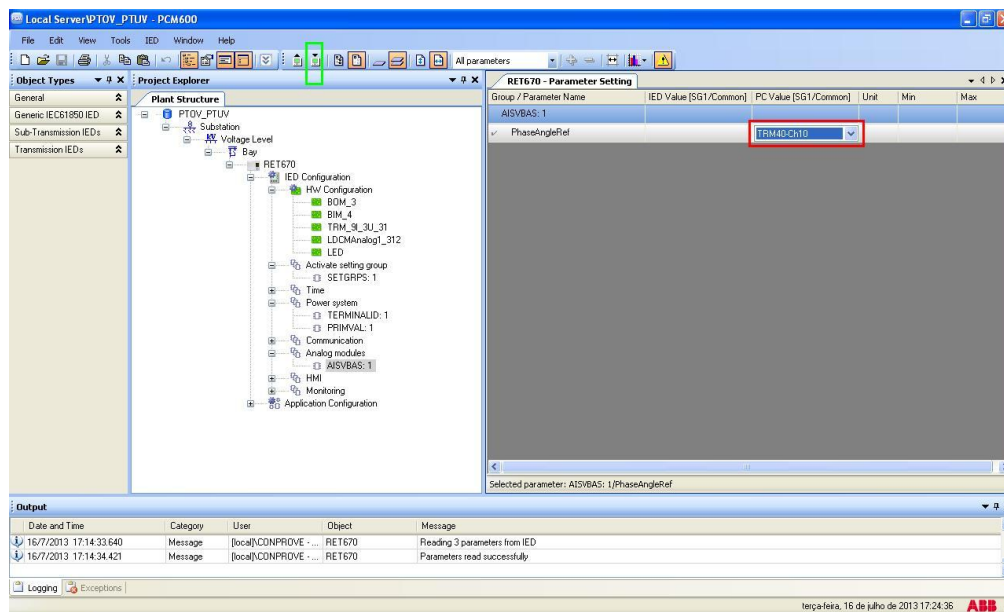 Local Server\PTOV_PTUV - PCM600
File Edit View Tools IED Window Help
All parameters
Object Types
General
Generic IEC61850 IED
Sub-Transmission IEDs
Transmission IEDs
Project Explorer
Plant Structure
PTOV_PTUV
Substation
Voltage Level
Bay
RET670
IED Configuration
HW Configuration
BOM_3
BIM_4
TRM_9I_3U_31
LDCMAnalog1_312
LED
Activate setting group
SETGRPS: 1
Time
Power system
TERMINALID: 1
PRIMVAL: 1
Communication
Analog modules
AISVBAS: 1
HMI
Monitoring
Application Configuration
RET670 - Parameter Setting
Group / Parameter Name IED Value [SG1/Common] PC Value [SG1/Common] Unit Min Max
AISVBAS: 1
PhaseAngleRef TRM40-Ch10
Selected parameter: AISVBAS: 1/PhaseAngleRef
Output
Date and Time Category User Object Message
16/7/2013 17:14:33.640 Message [local]\CONPROVE - ... RET670 Reading 3 parameters from IED
16/7/2013 17:14:34.421 Message [local]\CONPROVE - ... RET670 Parameters read successfully
Logging Exceptions
terça-feira, 16 de julho de 2013 17:24:36 ABB